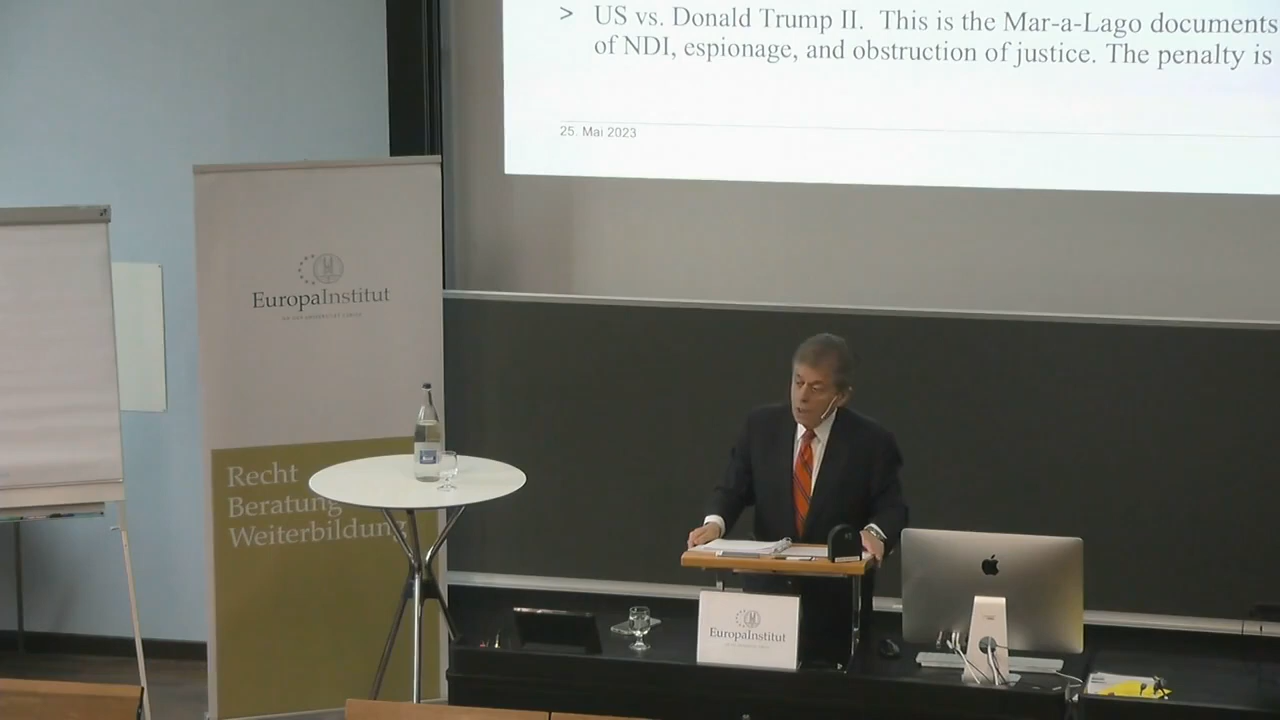 > US vs. Donald Trump II. This is the Mar-a-Lago documents
of NDI, espionage, and obstruction of justice. The penalty is
25. Mai 2023
EuropaInstitut
Recht
Beratung
Weiterbildung
EuropaInstitut